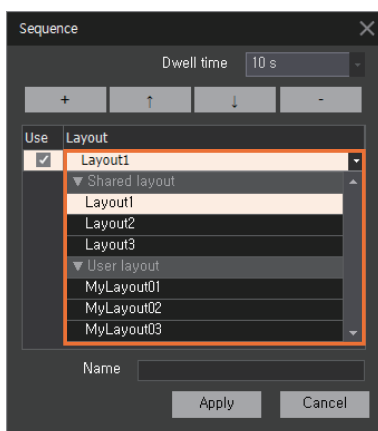 Sequence
Dwell time 10 s
+ ↑ ↓ -
Use Layout
Layout1
▼ Shared layout
Layout1
Layout2
Layout3
▼ User layout
MyLayout01
MyLayout02
MyLayout03
Name
Apply Cancel